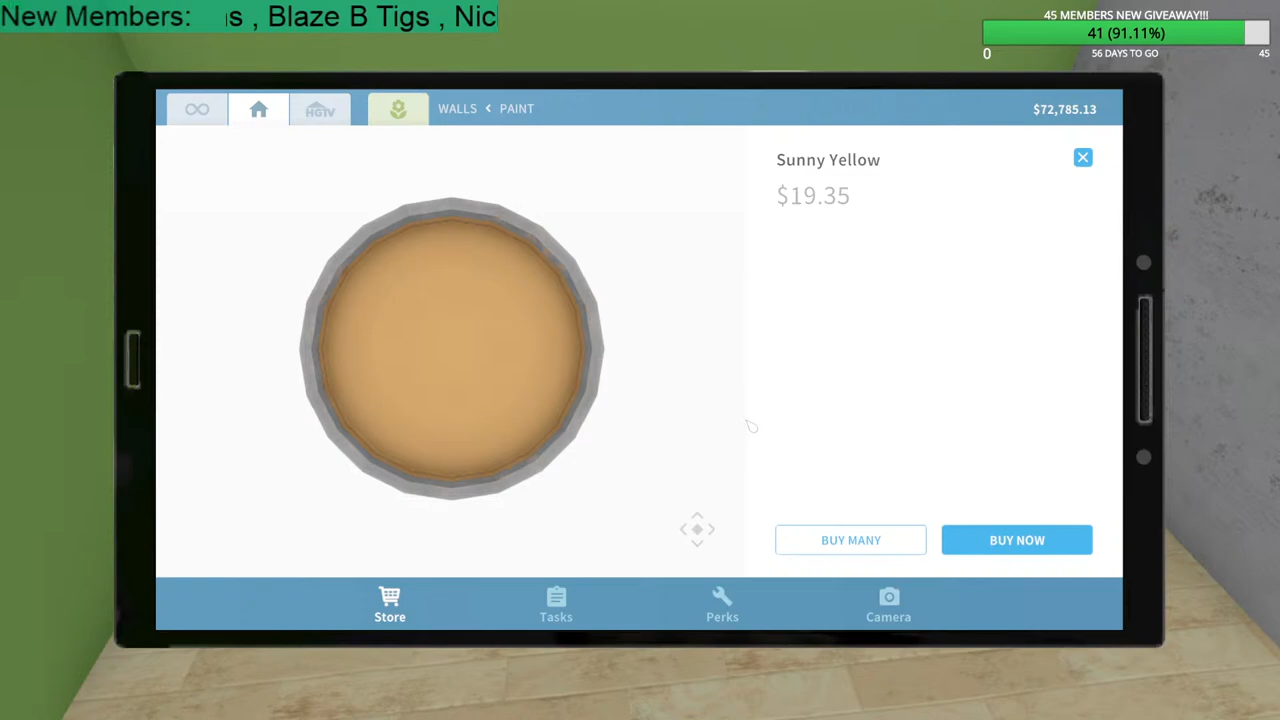 New Members: s , Blaze B Tigs , Nic
45 MEMBERS NEW GIVEAWAY!!!
41 (91.11%)
0 56 DAYS TO GO 45
HGTV WALLS < PAINT $72,785.13
Sunny Yellow
$19.35
BUY MANY BUY NOW
Store Tasks Perks Camera